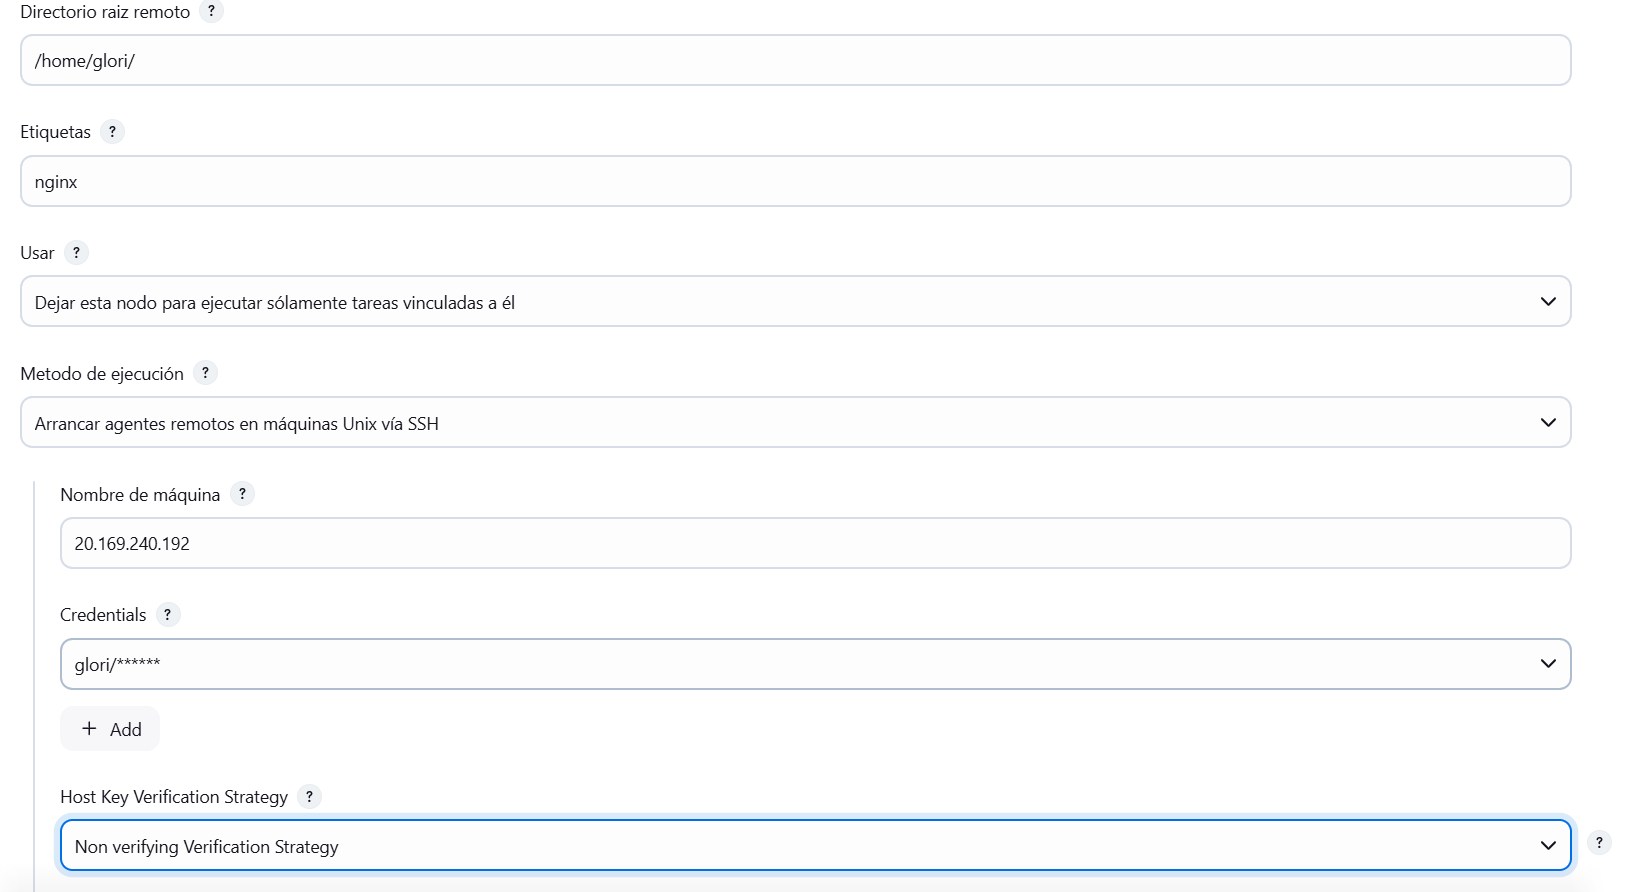 Directorio raiz remoto ?
/home/glori/
Etiquetas ?
nginx
Usar ?
Dejar esta nodo para ejecutar sólamente tareas vinculadas a él
Metodo de ejecución ?
Arrancar agentes remotos en máquinas Unix vía SSH
Nombre de máquina ?
20.169.240.192
Credentials ?
glori/******
+ Add
Host Key Verification Strategy ?
Non verifying Verification Strategy
?